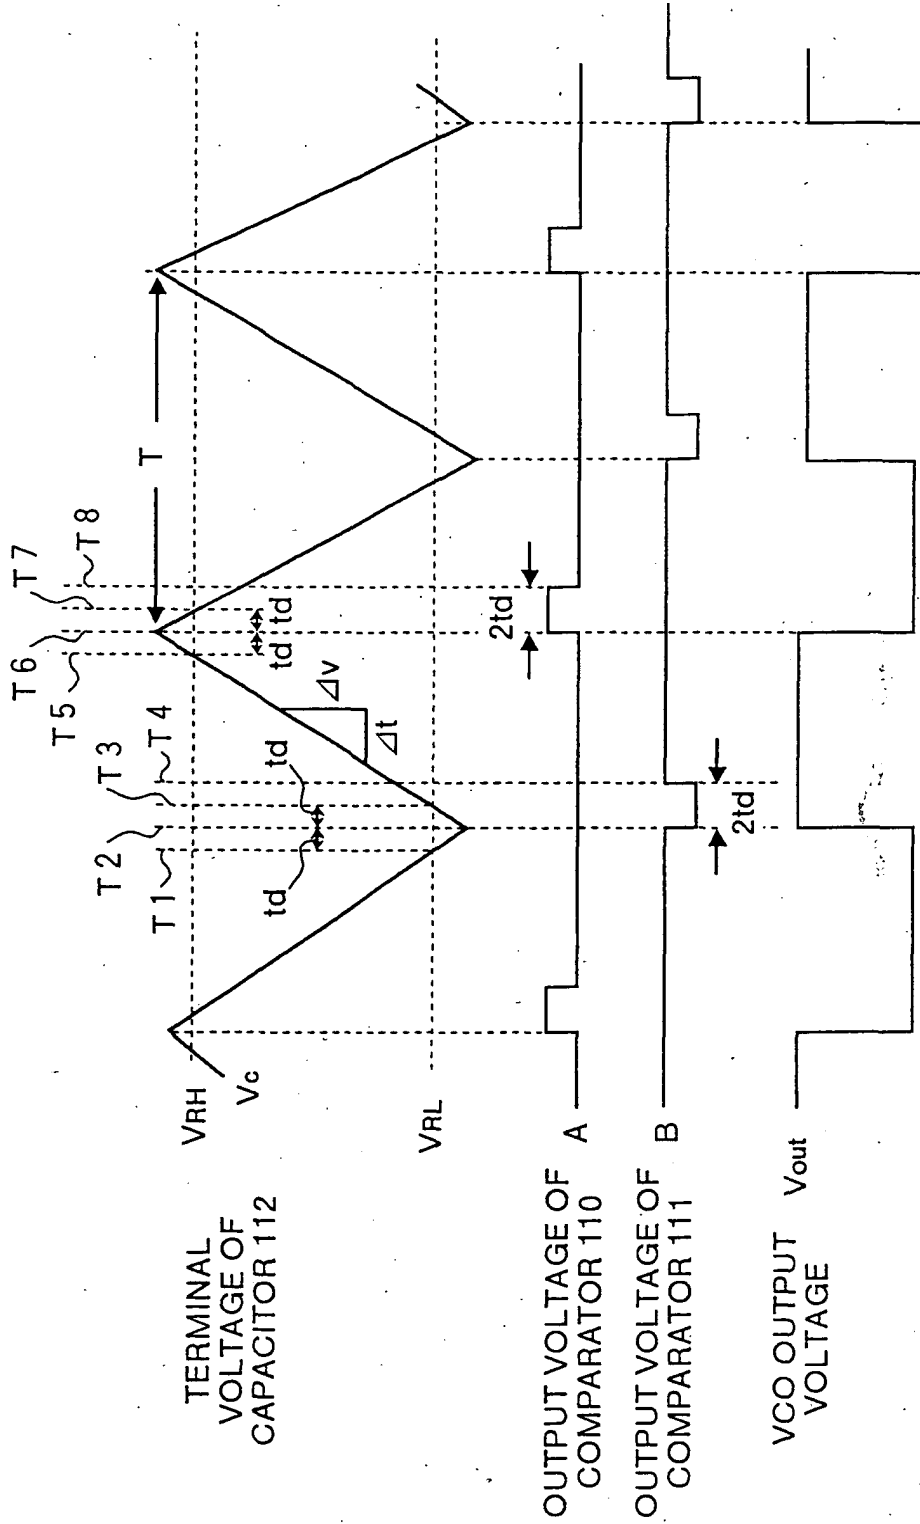 TERMINAL
VOLTAGE OF
CAPACITOR 112
VRH
Vc
VRL
T1
T2
T3
T4
T5
T6
T7
T8
T
td
td
td
td
Δv
Δt
OUTPUT VOLTAGE OF
COMPARATOR 110
A
2td
OUTPUT VOLTAGE OF
COMPARATOR 111
B
2td
VCO OUTPUT
VOLTAGE
Vout